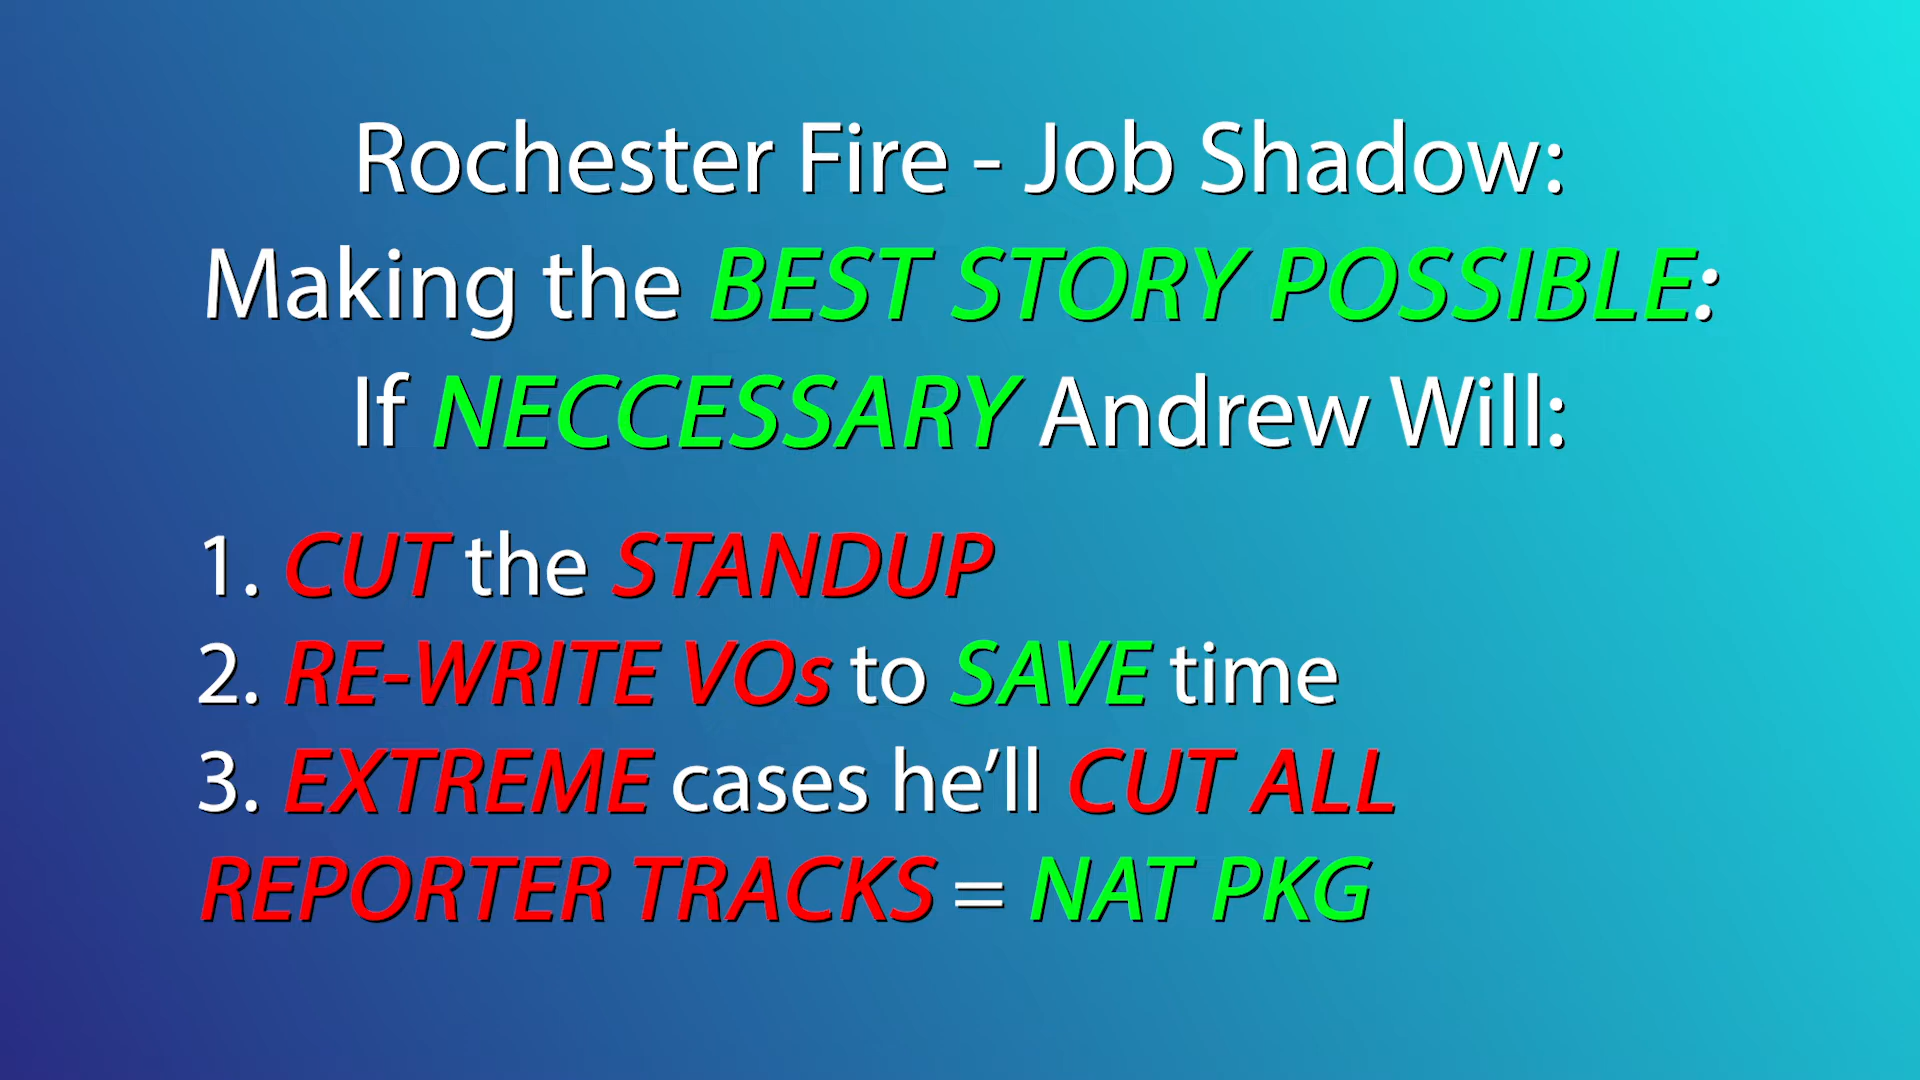 Rochester Fire - Job Shadow:
Making the BEST STORY POSSIBLE:
If NECCESSARY Andrew Will:
1. CUT the STANDUP
2. RE-WRITE VOs to SAVE time
3. EXTREME cases he’ll CUT ALL
REPORTER TRACKS = NAT PKG